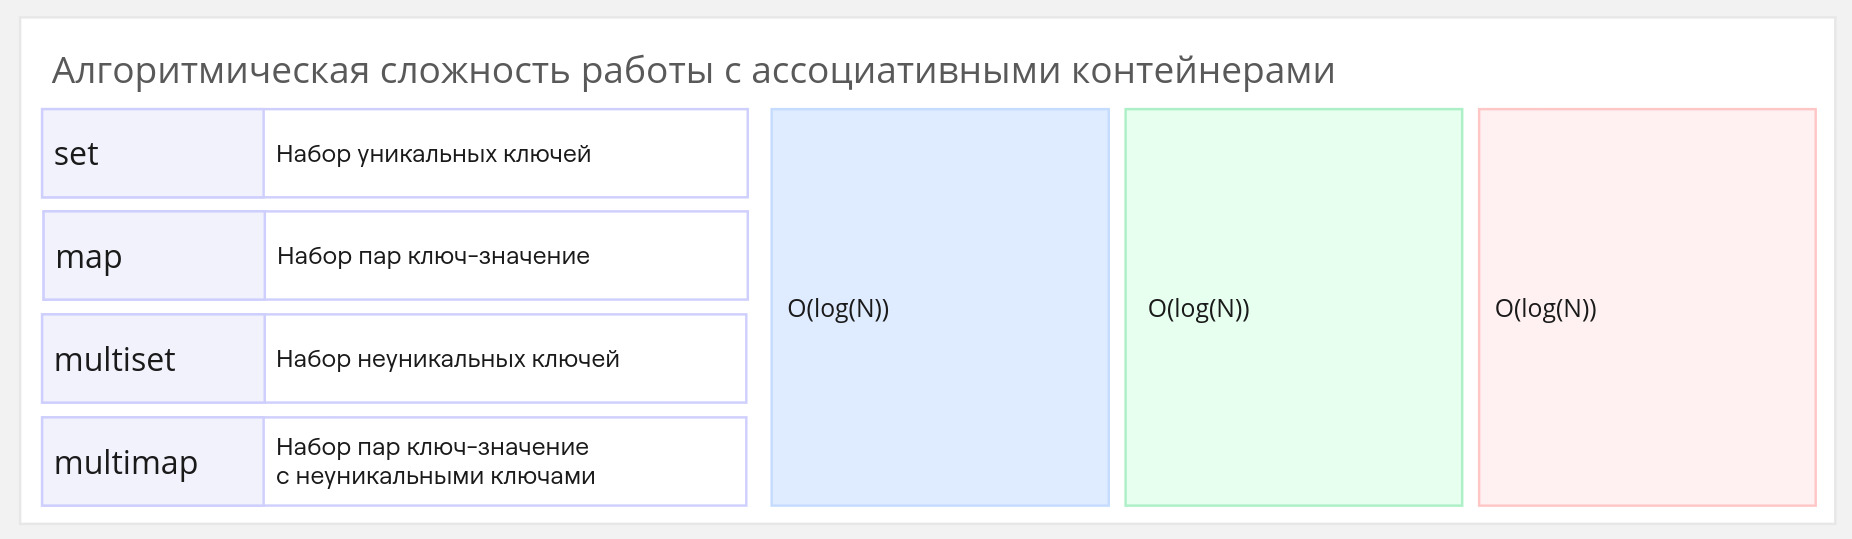 Алгоритмическая сложность работы с ассоциативными контейнерами
set
Набор уникальных ключей
map
Набор пар ключ-значение
multiset
Набор неуникальных ключей
multimap
Набор пар ключ-значение
с неуникальными ключами
O(log(N))
O(log(N))
O(log(N))